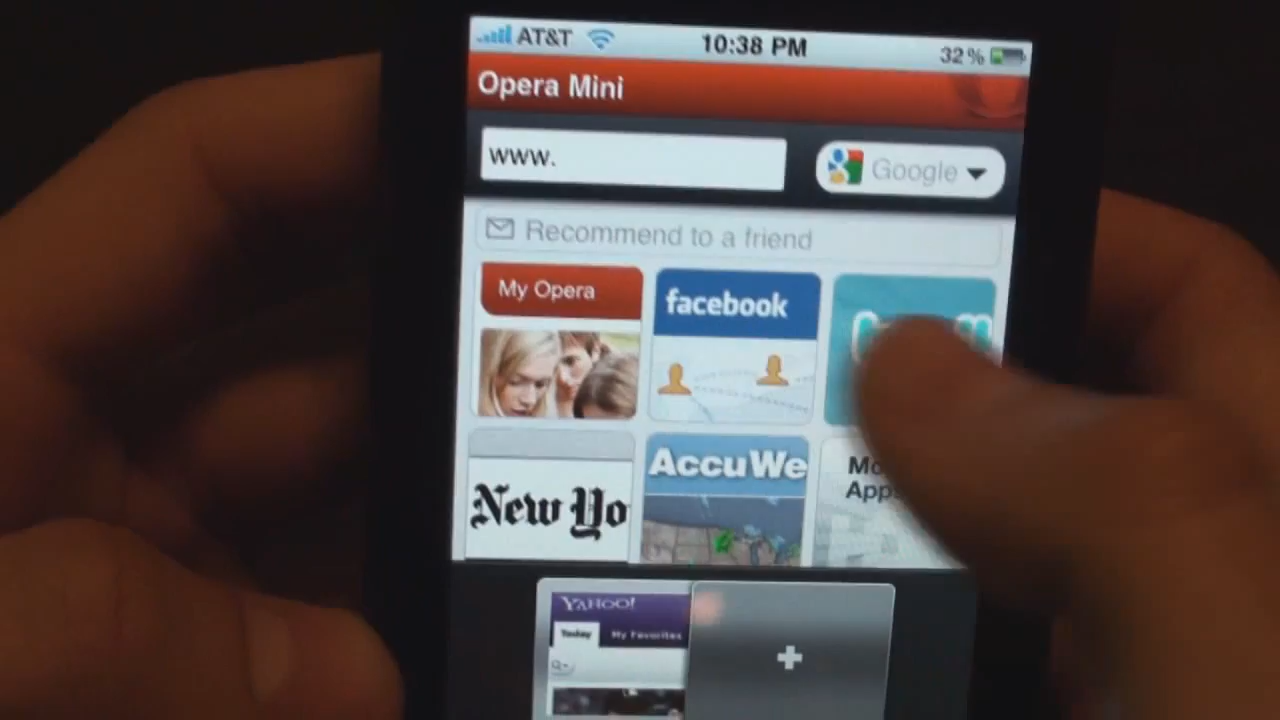 AT&T 10:38 PM 32%
Opera Mini
www. Google
Recommend to a friend
My Opera facebook
New Yo AccuWe
Apps
YAHOO!
Today My Favorites